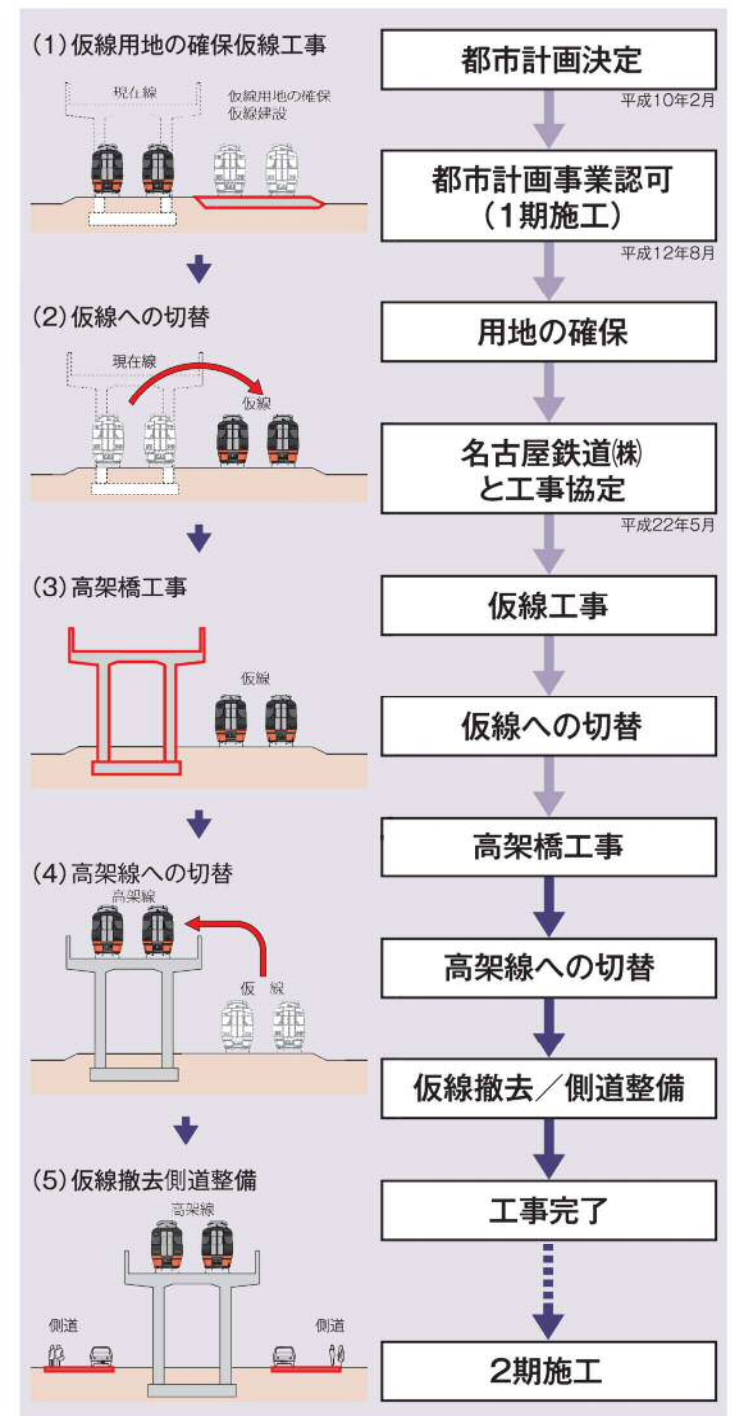 (1)仮線用地の確保仮線工事
現在線
仮線用地の確保
仮線建設
(2)仮線への切替
現在線
仮線
(3)高架橋工事
仮線
(4)高架線への切替
高架線
仮 線
(5)仮線撤去側道整備
高架線
側道
側道
都市計画決定
平成10年2月
都市計画事業認可
(1期施工)
平成12年8月
用地の確保
名古屋鉄道㈱
と工事協定
平成22年5月
仮線工事
仮線への切替
高架橋工事
高架線への切替
仮線撤去／側道整備
工事完了
2期施工